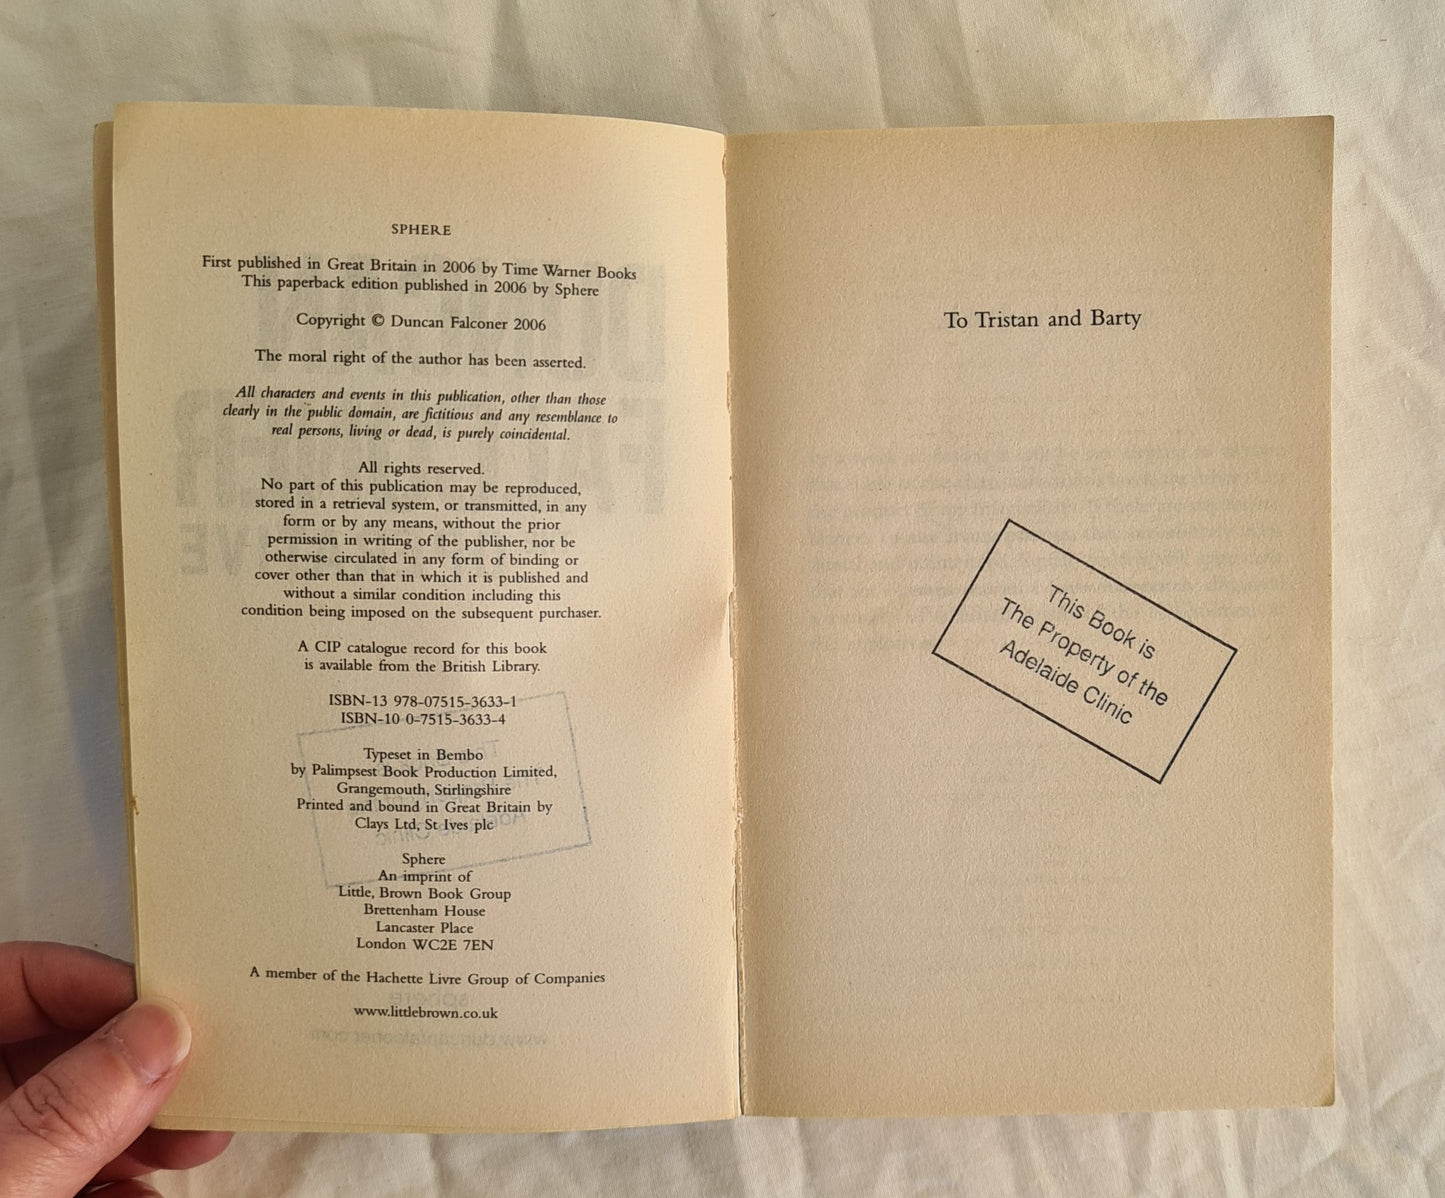 SPHERE
First published in Great Britain in 2006 by Time Warner Books
This paperback edition published in 2006 by Sphere
Copyright © Duncan Falconer 2006
The moral right of the author has been asserted.
All characters and events in this publication, other than those
clearly in the public domain, are fictitious and any resemblance to
real persons, living or dead, is purely coincidental.
All rights reserved.
No part of this publication may be reproduced,
stored in a retrieval system, or transmitted, in any
form or by any means, without the prior
permission in writing of the publisher, nor be
otherwise circulated in any form of binding or
cover other than that in which it is published and
without a similar condition including this
condition being imposed on the subsequent purchaser.
A CIP catalogue record for this book
is available from the British Library.
ISBN-13 978-07515-3633-1
ISBN-10 0-7515-3633-4
Typeset in Bembo
by Palimpsest Book Production Limited,
Grangemouth, Stirlingshire
Printed and bound in Great Britain by
Clays Ltd, St Ives plc
Sphere
An imprint of
Little, Brown Book Group
Brettenham House
Lancaster Place
London WC2E 7EN
A member of the Hachette Livre Group of Companies
www.littlebrown.co.uk
To Tristan and Barty
This Book is
The Property of the
Adelaide Clinic